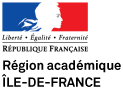 Liberté • Égalité • Fraternité
RÉPUBLIQUE FRANÇAISE
Région académique
ÎLE-DE-FRANCE